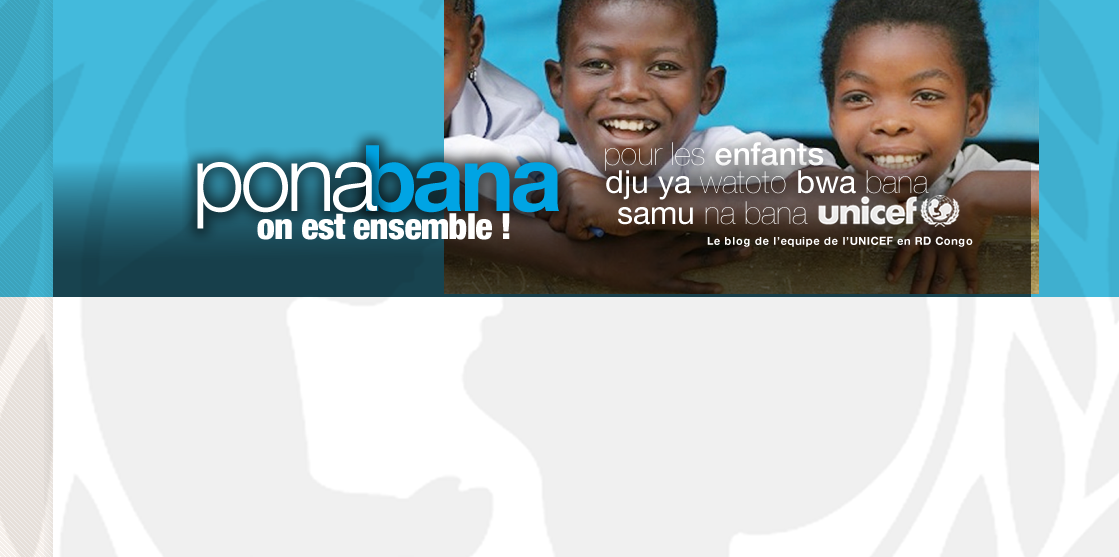 ponabana
on est ensemble !
pour les enfants
dju ya watoto bwa bana
samu na bana unicef
Le blog de l'equipe de l'UNICEF en RD Congo